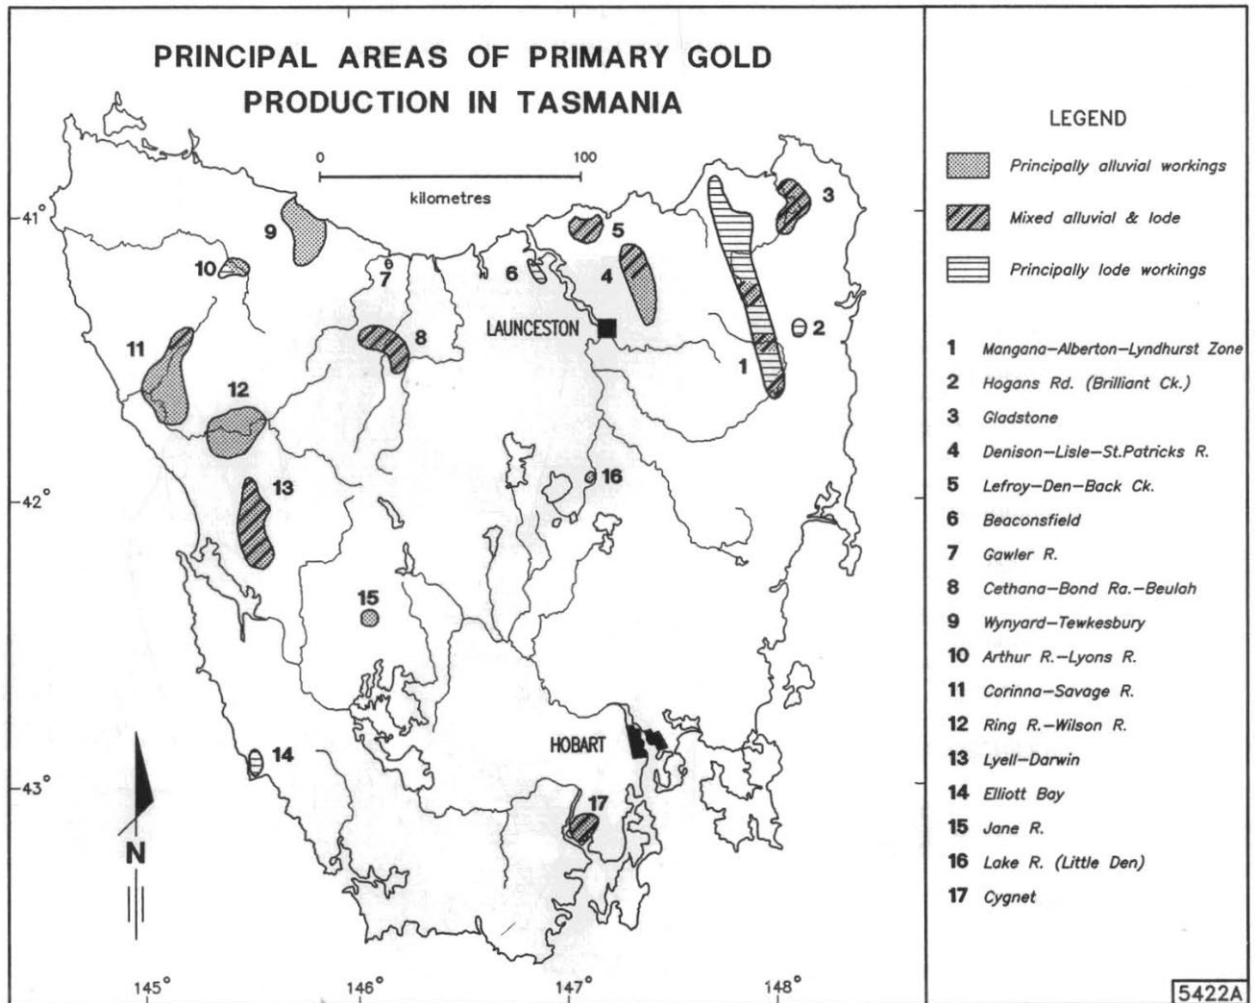 PRINCIPAL AREAS OF PRIMARY GOLD
PRODUCTION IN TASMANIA
0
100
kilometres
41°
42°
43°
145°
146°
147°
148°
9
10
11
12
13
14
15
7
8
6
5
4
3
2
1
16
17
LAUNCESTON
HOBART
N
LEGEND
Principally alluvial workings
Mixed alluvial & lode
Principally lode workings
1 Mangana-Alberton-Lyndhurst Zone
2 Hogans Rd. (Brilliant Ck.)
3 Gladstone
4 Denison-Lisle-St.Patricks R.
5 Lefroy-Den-Back Ck.
6 Beaconsfield
7 Gawler R.
8 Cethana-Bond Ra.-Beulah
9 Wynyard-Tewkesbury
10 Arthur R.-Lyons R.
11 Corinna-Savage R.
12 Ring R.-Wilson R.
13 Lyell-Darwin
14 Elliott Bay
15 Jane R.
16 Lake R. (Little Den)
17 Cygnet
5422A